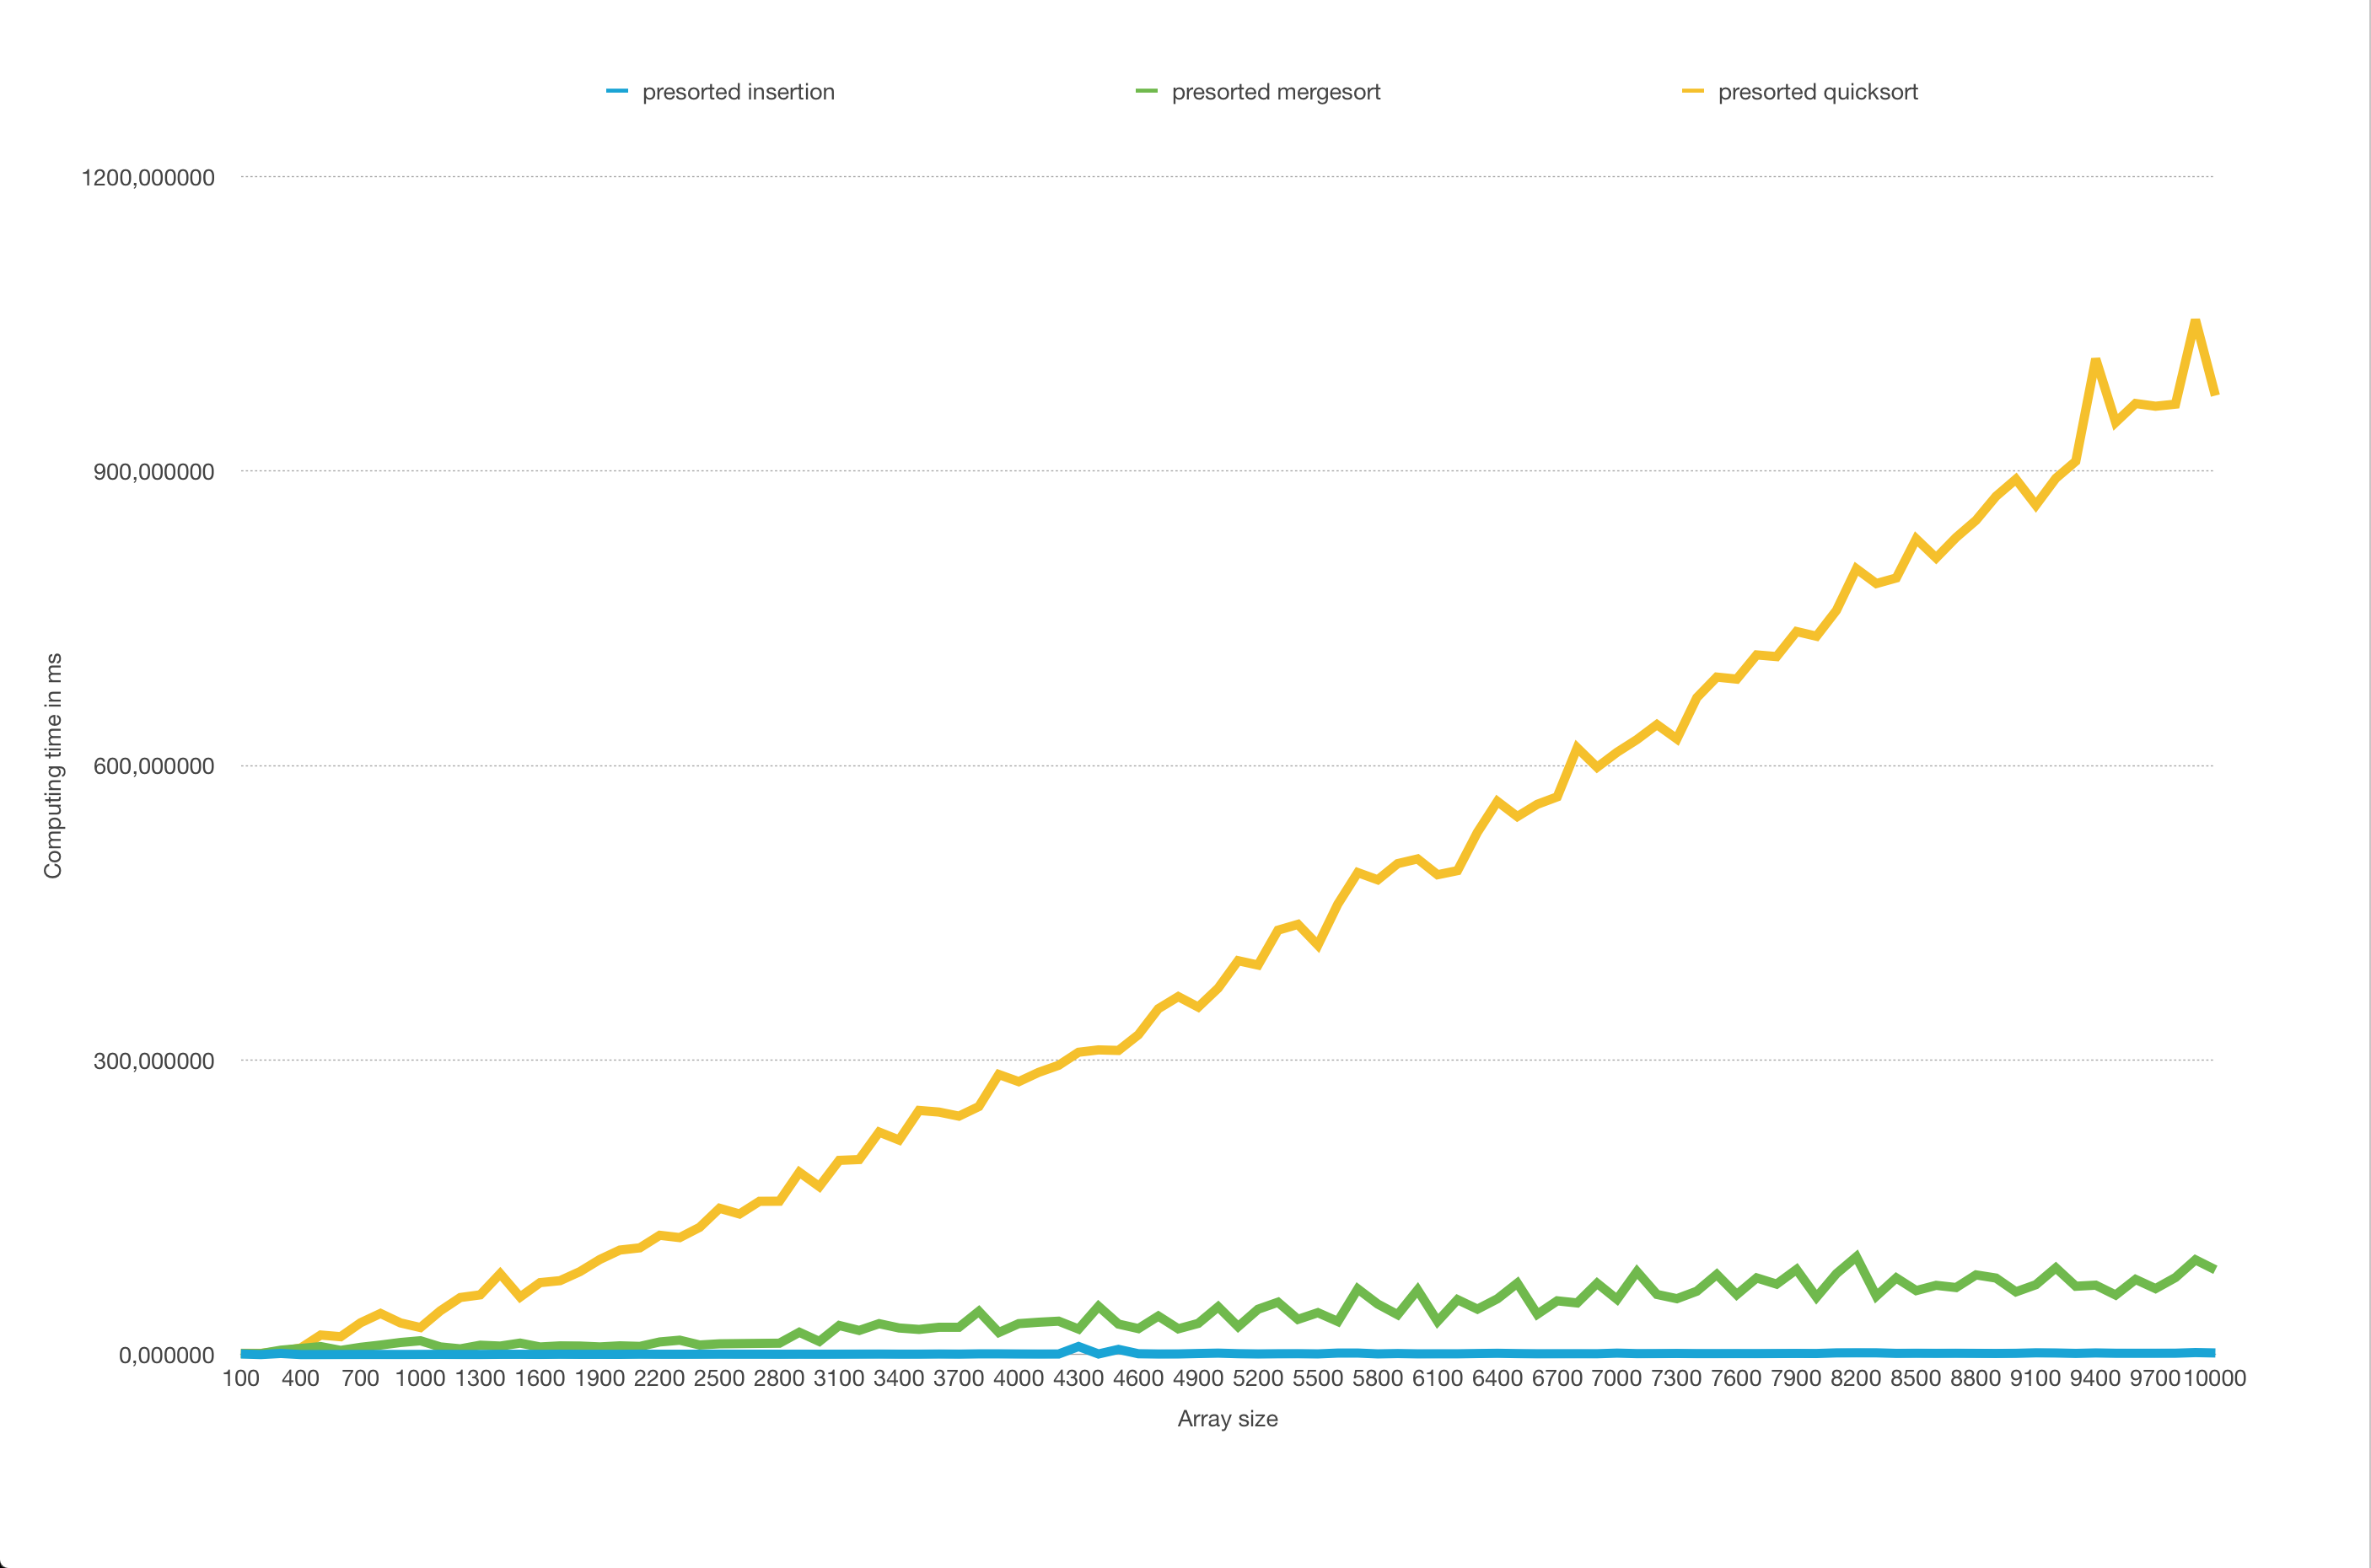 presorted insertion presorted mergesort presorted quicksort
1200,000000
900,000000
600,000000
300,000000
0,000000
Computing time in ms
100 400 700 1000 1300 1600 1900 2200 2500 2800 3100 3400 3700 4000 4300 4600 4900 5200 5500 5800 6100 6400 6700 7000 7300 7600 7900 8200 8500 8800 9100 9400 9700 10000
Array size